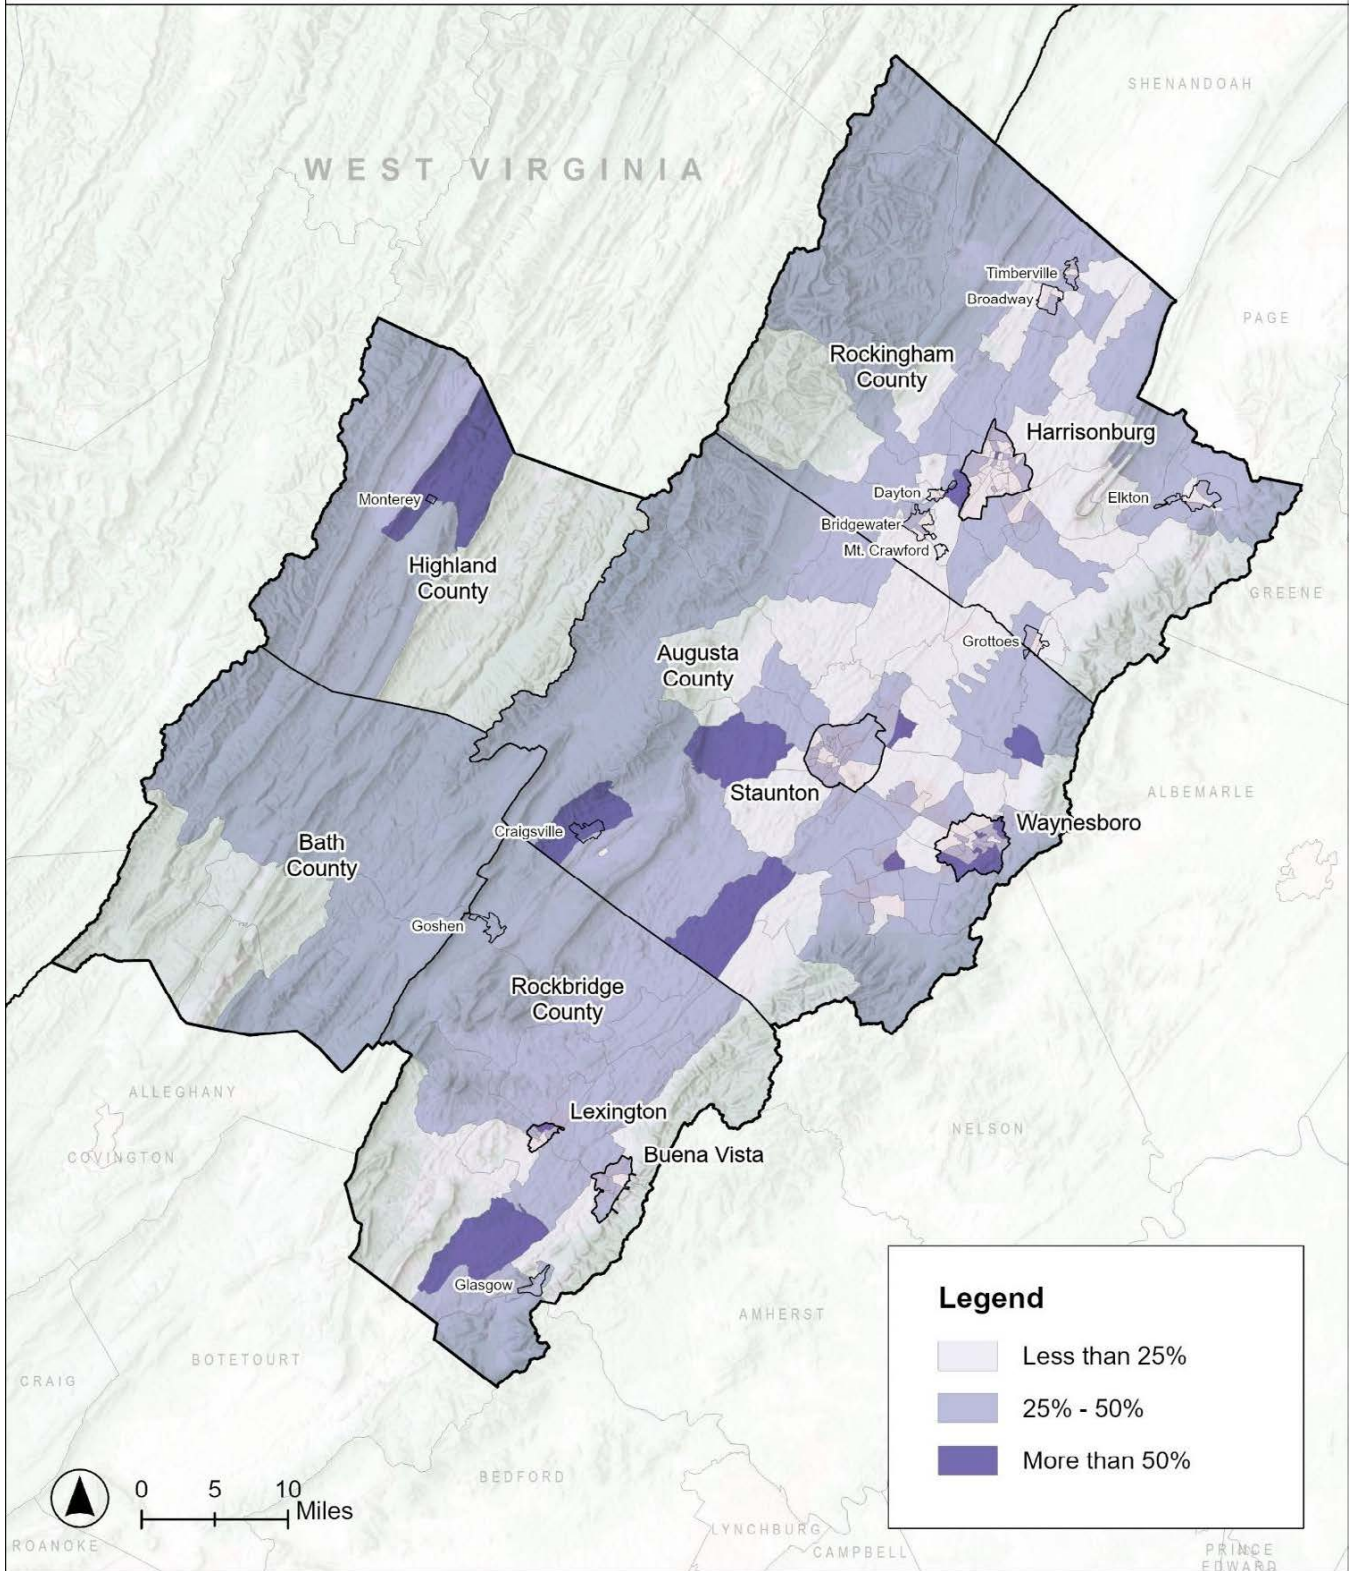 SHENANDOAH
WEST VIRGINIA
Timberville
Broadway
PAGE
Rockingham
County
Harrisonburg
Monterey
Dayton
Elkton
Bridgewater
Mt. Crawford
Highland
County
GREENE
Grottoes
Augusta
County
Staunton
ALBEMARLE
Craigsville
Waynesboro
Bath
County
Goshen
Rockbridge
County
ALLEGHANY
Lexington
NELSON
COVINGTON
Buena Vista
Glasgow
AMHERST
BOTETOURT
CRAIG
Legend
Less than 25%
25% - 50%
More than 50%
BEDFORD
0 5 10
Miles
LYNCHBURG
ROANOKE
CAMPBELL
PRINCE
EDWARD